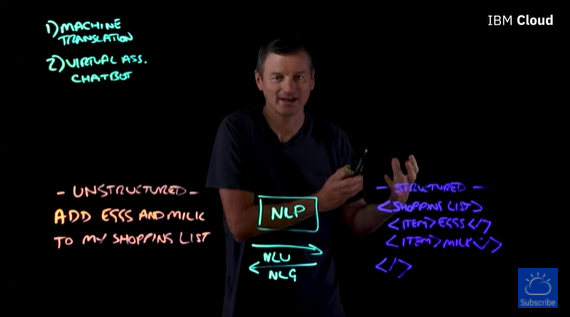 IBM Cloud
1) MACHINE
TRANSLATION
2) VIRTUAL ASS.
CHATBOT
- UNSTRUCTURED -
ADD EGGS AND MILK
TO MY SHOPPING LIST
NLP
NLU
NLG
- STRUCTURED -
<SHOPPING LIST>
<ITEM> EGGS </>
<ITEM> MILK </>
</>
Subscribe